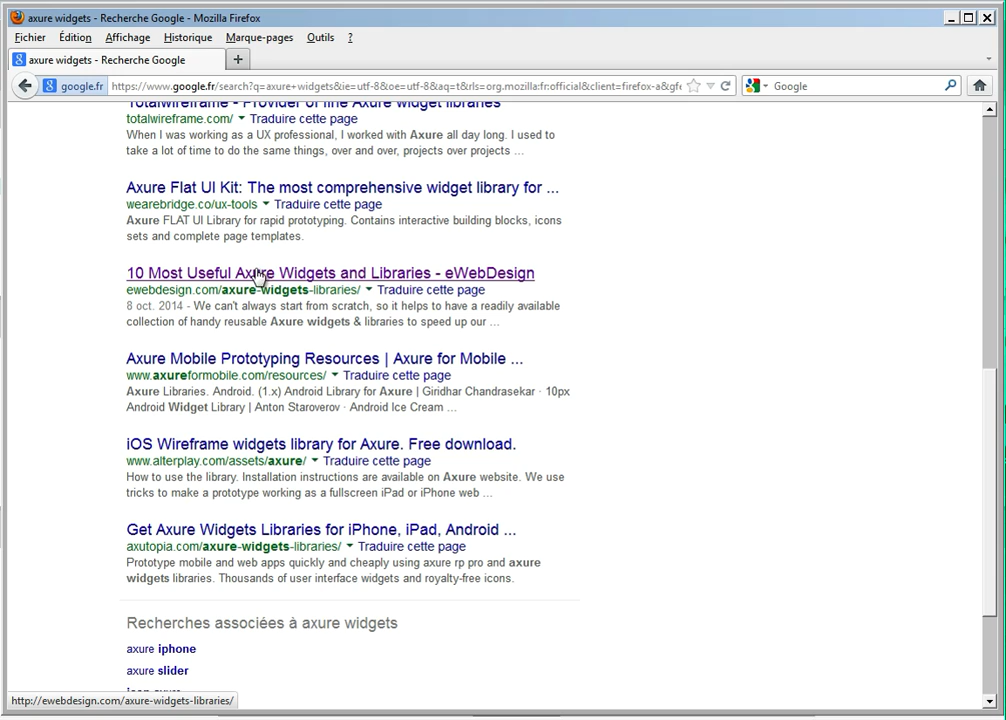 axure widgets - Recherche Google - Mozilla Firefox
Fichier Édition Affichage Historique Marque-pages Outils ?
axure widgets - Recherche Google
google.fr https://www.google.fr/search?q=axure+widgets&ie=utf-8&oe=utf-8&aq=t&rls=org.mozilla:fr:official&client=firefox-a&gfe Google
Totalwireframe - Provider of fine Axure widget libraries
totalwireframe.com/ Traduire cette page
When I was working as a UX professional, I worked with Axure all day long. I used to
take a lot of time to do the same things, over and over, projects over projects ...
Axure Flat UI Kit: The most comprehensive widget library for ...
wearebridge.co/ux-tools Traduire cette page
Axure FLAT UI Library for rapid prototyping. Contains interactive building blocks, icons
sets and complete page templates.
10 Most Useful Axure Widgets and Libraries - eWebDesign
ewebdesign.com/axure-widgets-libraries/ Traduire cette page
8 oct. 2014 - We can't always start from scratch, so it helps to have a readily available
collection of handy reusable Axure widgets & libraries to speed up our ...
Axure Mobile Prototyping Resources | Axure for Mobile ...
www.axureformobile.com/resources/ Traduire cette page
Axure Libraries. Android. (1.x) Android Library for Axure | Giridhar Chandrasekar · 10px
Android Widget Library | Anton Staroverov · Android Ice Cream ...
iOS Wireframe widgets library for Axure. Free download.
www.alterplay.com/assets/axure/ Traduire cette page
How to use the library. Installation instructions are available on Axure website. We use
tricks to make a prototype working as a fullscreen iPad or iPhone web ...
Get Axure Widgets Libraries for iPhone, iPad, Android ...
axutopia.com/axure-widgets-libraries/ Traduire cette page
Prototype mobile and web apps quickly and cheaply using axure rp pro and axure
widgets libraries. Thousands of user interface widgets and royalty-free icons.
Recherches associées à axure widgets
axure iphone
axure slider
http://ewebdesign.com/axure-widgets-libraries/